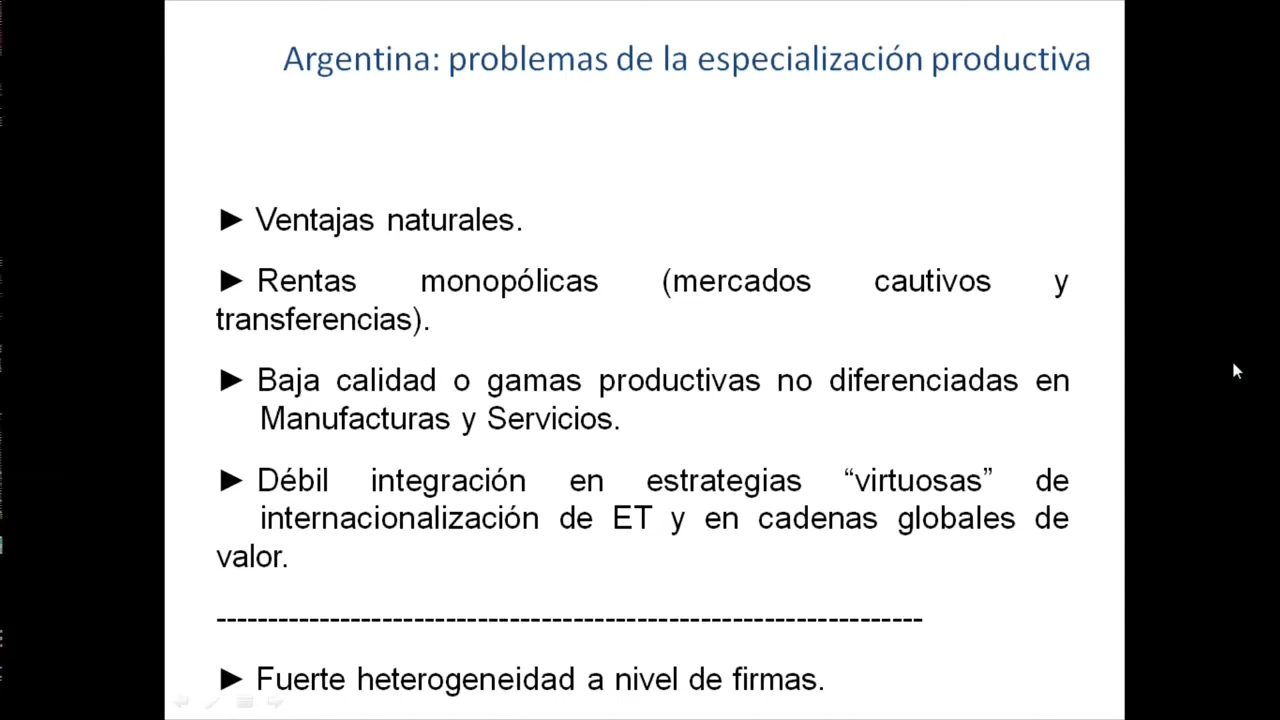 Argentina: problemas de la especialización productiva
► Ventajas naturales.
► Rentas monopólicas (mercados cautivos y
transferencias).
► Baja calidad o gamas productivas no diferenciadas en
Manufacturas y Servicios.
► Débil integración en estrategias “virtuosas” de
internacionalización de ET y en cadenas globales de
valor.
--------------------------------------------------------------------
► Fuerte heterogeneidad a nivel de firmas.